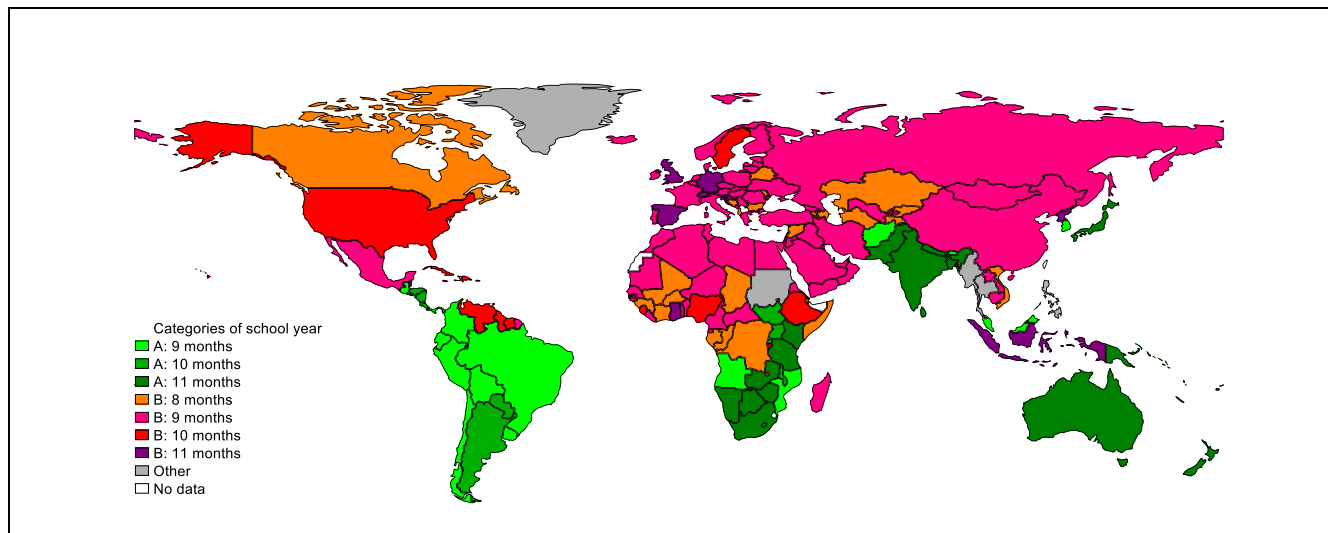 Categories of school year
A: 9 months
A: 10 months
A: 11 months
B: 8 months
B: 9 months
B: 10 months
B: 11 months
Other
No data